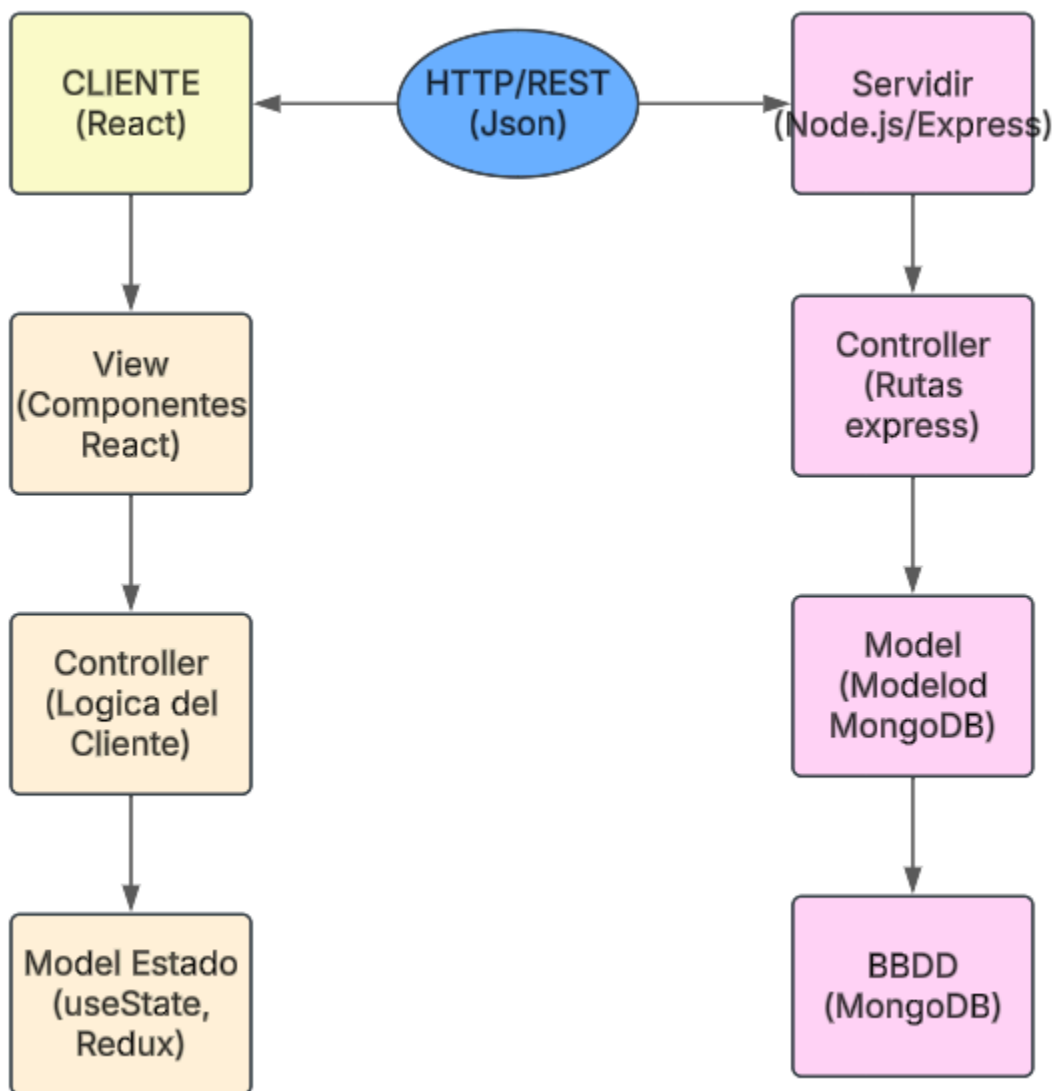 CLIENTE
(React)
HTTP/REST
(Json)
Servidir
(Node.js/Express)
View
(Componentes
React)
Controller
(Rutas
express)
Controller
(Logica del
Cliente)
Model
(Modelod
MongoDB)
Model Estado
(useState,
Redux)
BBDD
(MongoDB)